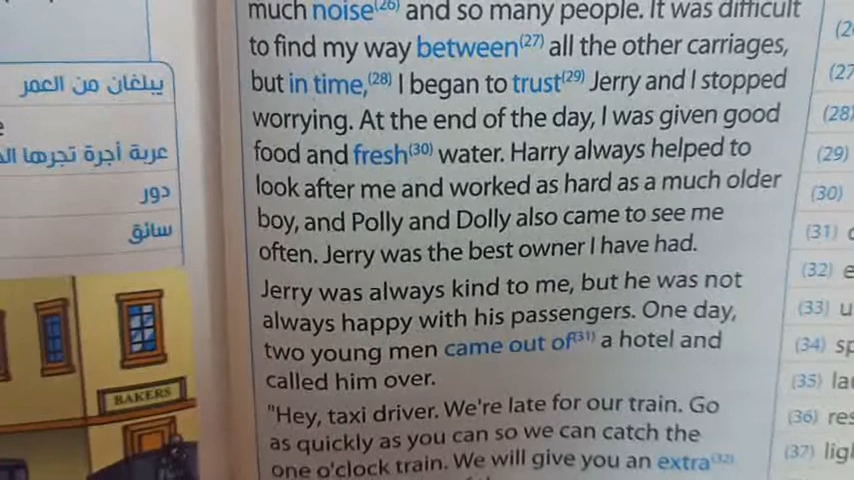 much noise(26) and so many people. It was difficult
to find my way between(27) all the other carriages,
but in time,(28) I began to trust(29) Jerry and I stopped
worrying. At the end of the day, I was given good
food and fresh(30) water. Harry always helped to
look after me and worked as hard as a much older
boy, and Polly and Dolly also came to see me
often. Jerry was the best owner I have had.
Jerry was always kind to me, but he was not
always happy with his passengers. One day,
two young men came out of(31) a hotel and
called him over.
"Hey, taxi driver. We're late for our train. Go
as quickly as you can so we can catch the
one o'clock train. We will give you an extra(32)
يبلغان من العمر
عربة أجرة تجرها
دور
سائق
BAKERS
(28)
(29)
(30)
(31)
(32)
(33)
(34)
(35)
(36)
(37)